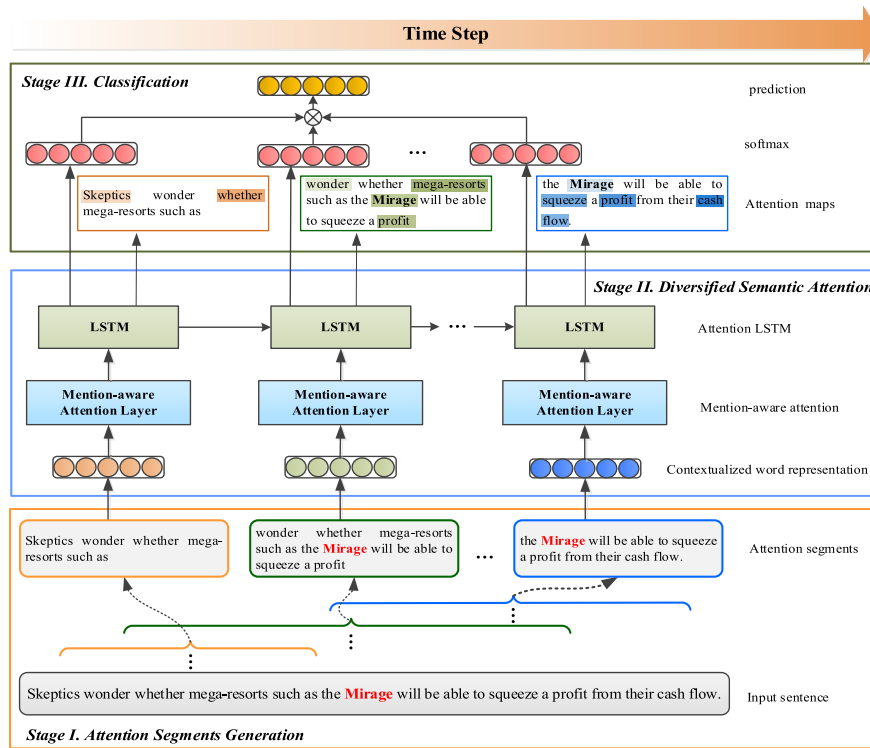 Time Step
Stage III. Classification
prediction
softmax
...
Skeptics wonder whether
mega-resorts such as
wonder whether mega-resorts
such as the Mirage will be able
to squeeze a profit
the Mirage will be able to
squeeze a profit from their cash
flow.
Attention maps
Stage II. Diversified Semantic Attention
LSTM
LSTM
...
LSTM
Attention LSTM
Mention-aware
Attention Layer
Mention-aware
Attention Layer
Mention-aware
Attention Layer
Mention-aware attention
Contextualized word representation
Skeptics wonder whether mega-
resorts such as
wonder whether mega-resorts
such as the Mirage will be able to
squeeze a profit
...
the Mirage will be able to squeeze
a profit from their cash flow.
Attention segments
Skeptics wonder whether mega-resorts such as the Mirage will be able to squeeze a profit from their cash flow.
Input sentence
Stage I. Attention Segments Generation